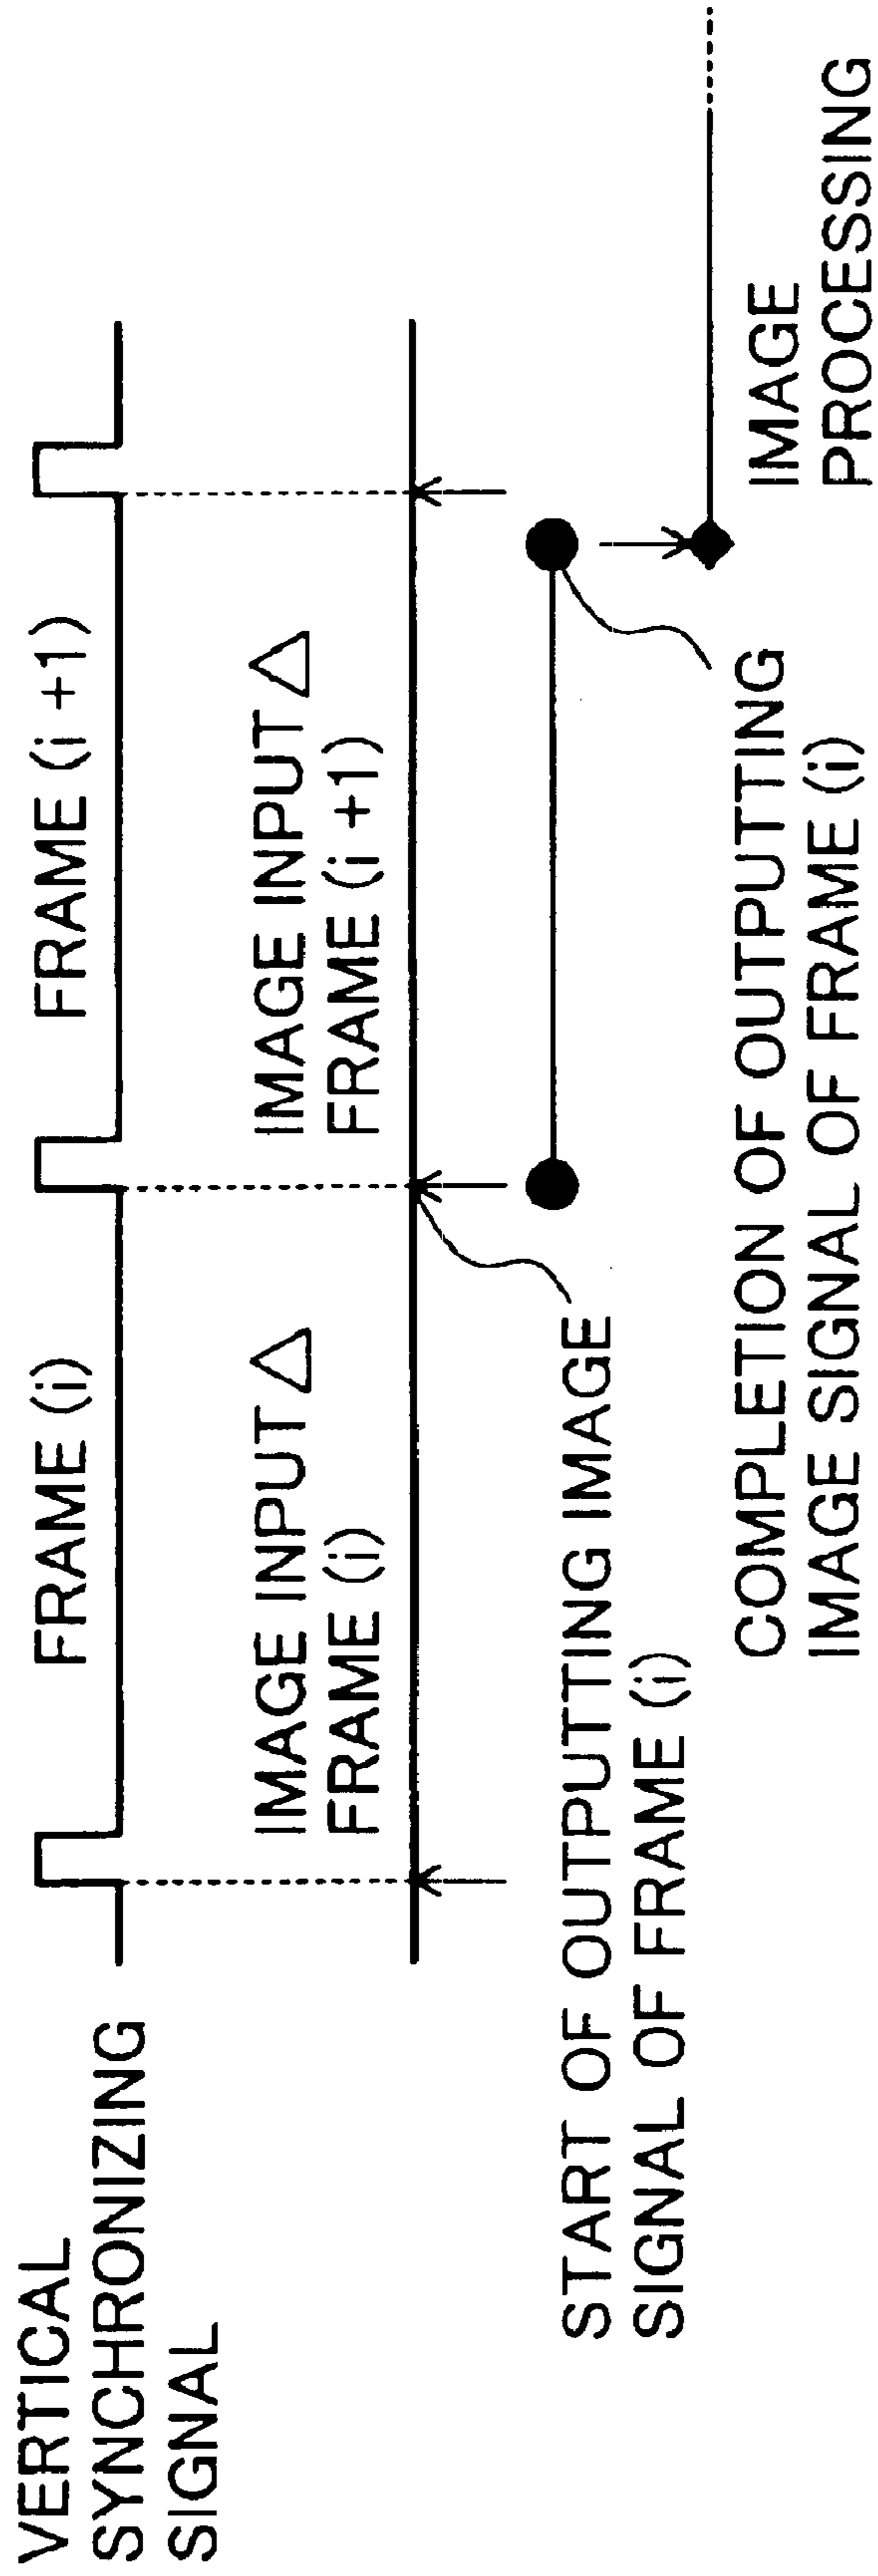 VERTICAL
SYNCHRONIZING
SIGNAL
FRAME (i)
FRAME (i +1)
IMAGE INPUT △
FRAME (i)
IMAGE INPUT △
FRAME (i +1)
START OF OUTPUTTING IMAGE
SIGNAL OF FRAME (i)
COMPLETION OF OUTPUTTING
IMAGE SIGNAL OF FRAME (i)
IMAGE
PROCESSING